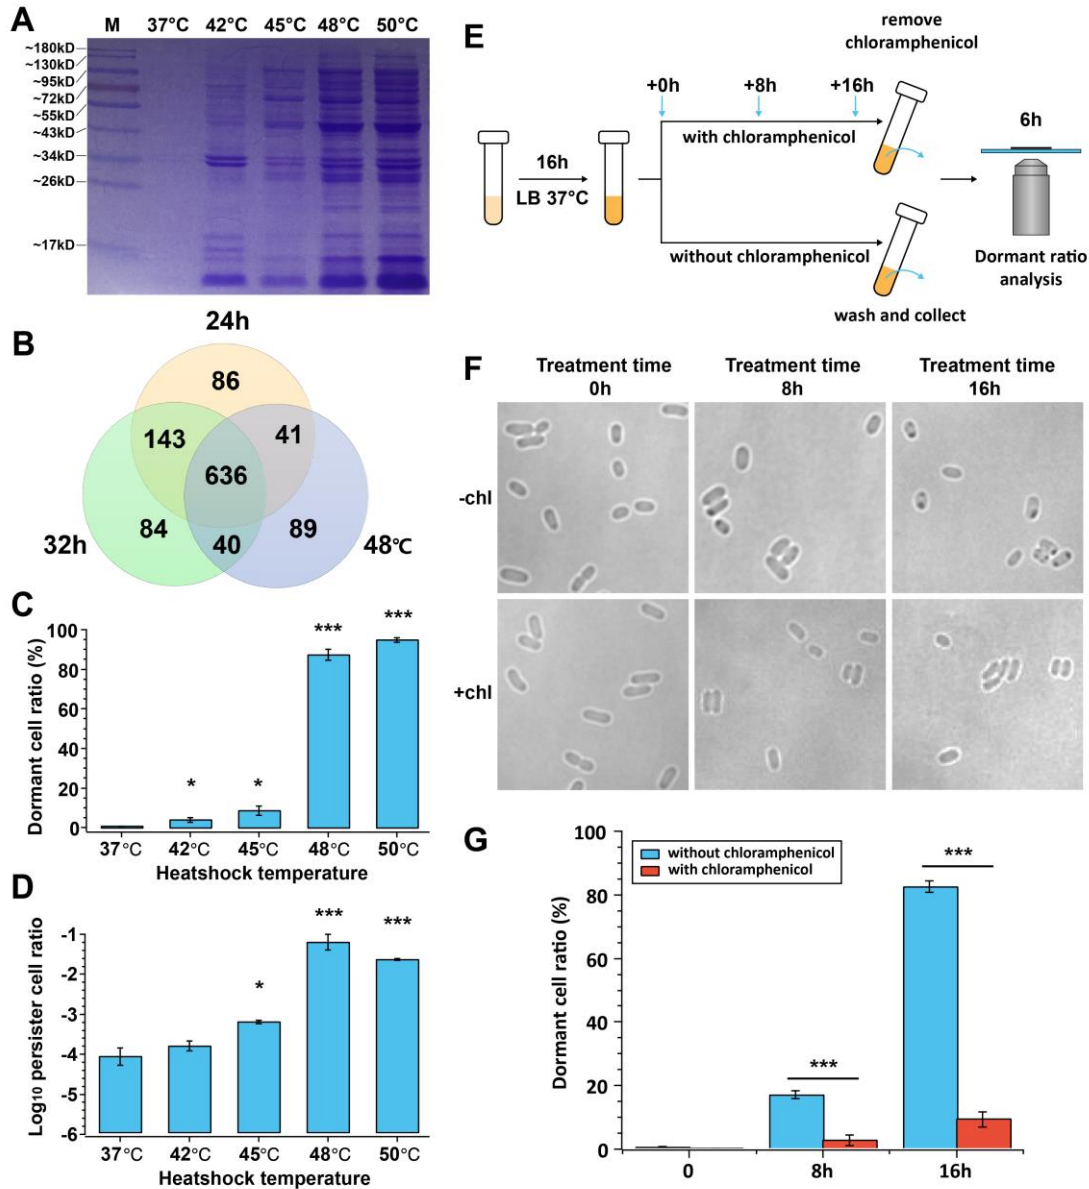 A
M 37°C 42°C 45°C 48°C 50°C
~180kD
~130kD
~95kD
~72kD
~55kD
~43kD
~34kD
~26kD
~17kD
B
24h
86
143
41
636
84
40
89
32h
48℃
C
Dormant cell ratio (%)
100
80
60
40
20
0
*
*
***
***
37°C 42°C 45°C 48°C 50°C
Heatshock temperature
D
Log₁₀ persister cell ratio
-1
-2
-3
-4
-5
-6
*
***
***
37°C 42°C 45°C 48°C 50°C
Heatshock temperature
E
remove
chloramphenicol
+0h +8h +16h
with chloramphenicol
16h
LB 37°C
without chloramphenicol
wash and collect
6h
Dormant ratio
analysis
F
Treatment time
0h
Treatment time
8h
Treatment time
16h
-chl
+chl
G
Dormant cell ratio (%)
100
80
60
40
20
0
without chloramphenicol
with chloramphenicol
***
***
0 8h 16h